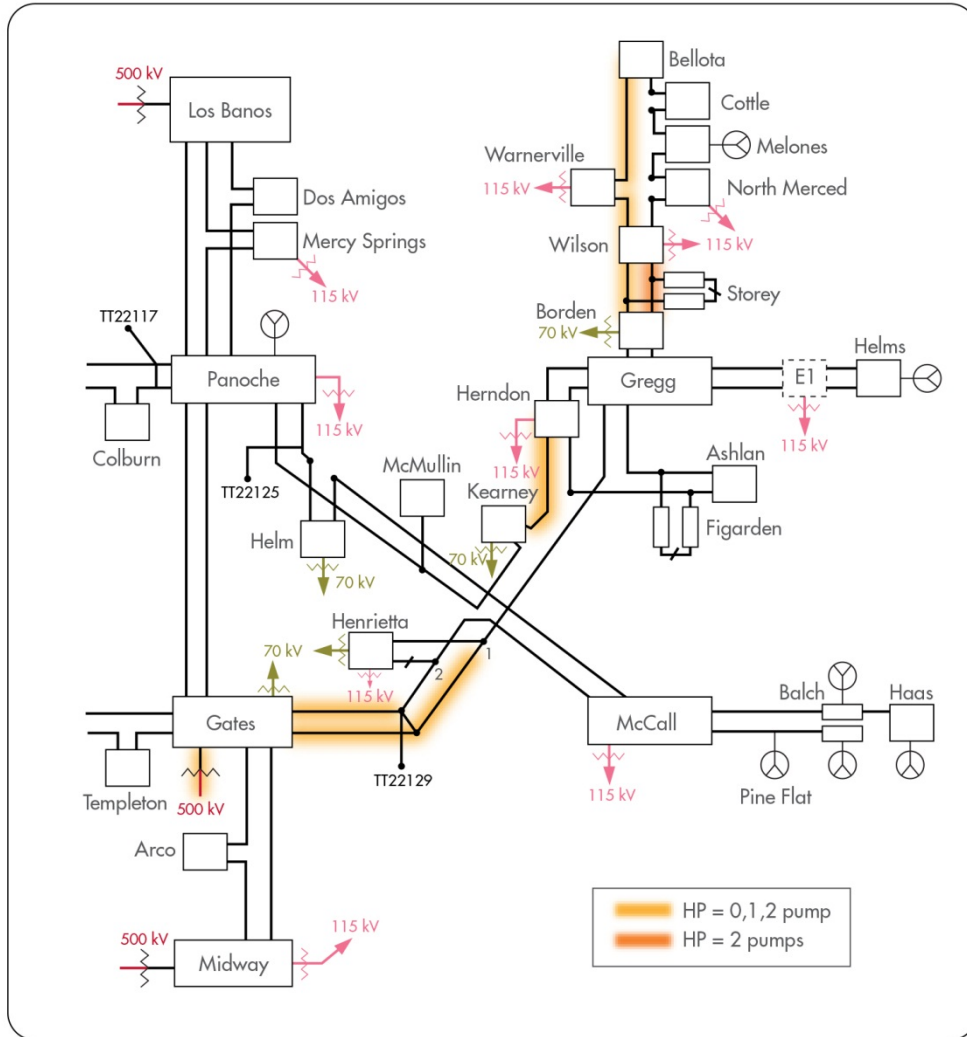 Bellota
500 kV
Los Banos
Cottle
Warnerville
Melones
115 kV
North Merced
Dos Amigos
Mercy Springs
Wilson
115 kV
115 kV
Storey
TT22117
Borden
70 kV
Helms
Panoche
Gregg
E1
Herndon
115 kV
115 kV
Colburn
McMullin
115 kV
Ashlan
TT22125
Kearney
Figarden
Helm
70 kV
70 kV
Henrietta
70 kV
1
2
115 kV
Balch
Haas
Gates
McCall
TT22129
Templeton
500 kV
115 kV
Pine Flat
Arco
HP = 0,1,2 pump
115 kV
HP = 2 pumps
500 kV
Midway